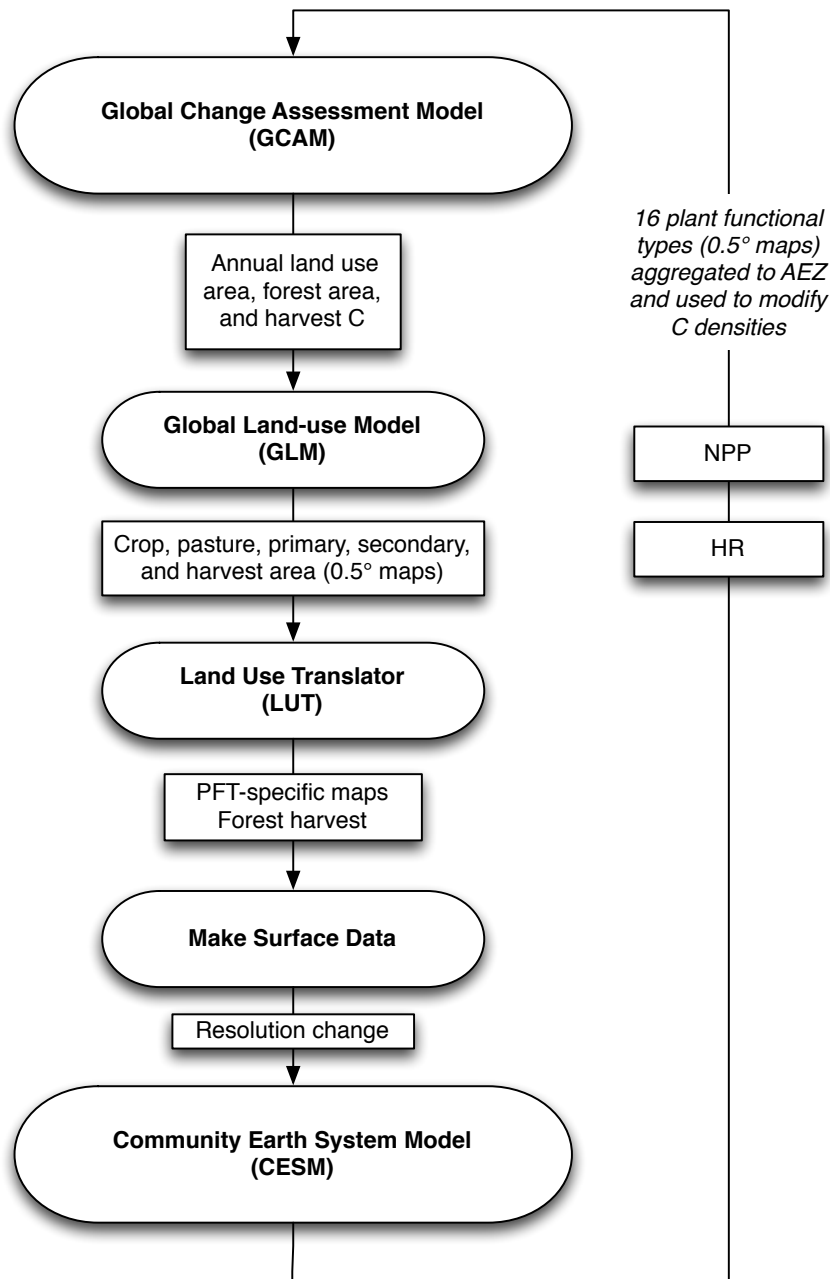 Global Change Assessment Model
(GCAM)
Annual land use
area, forest area,
and harvest C
Global Land-use Model
(GLM)
Crop, pasture, primary, secondary,
and harvest area (0.5° maps)
Land Use Translator
(LUT)
PFT-specific maps
Forest harvest
Make Surface Data
Resolution change
Community Earth System Model
(CESM)
16 plant functional
types (0.5° maps)
aggregated to AEZ
and used to modify
C densities
NPP
HR